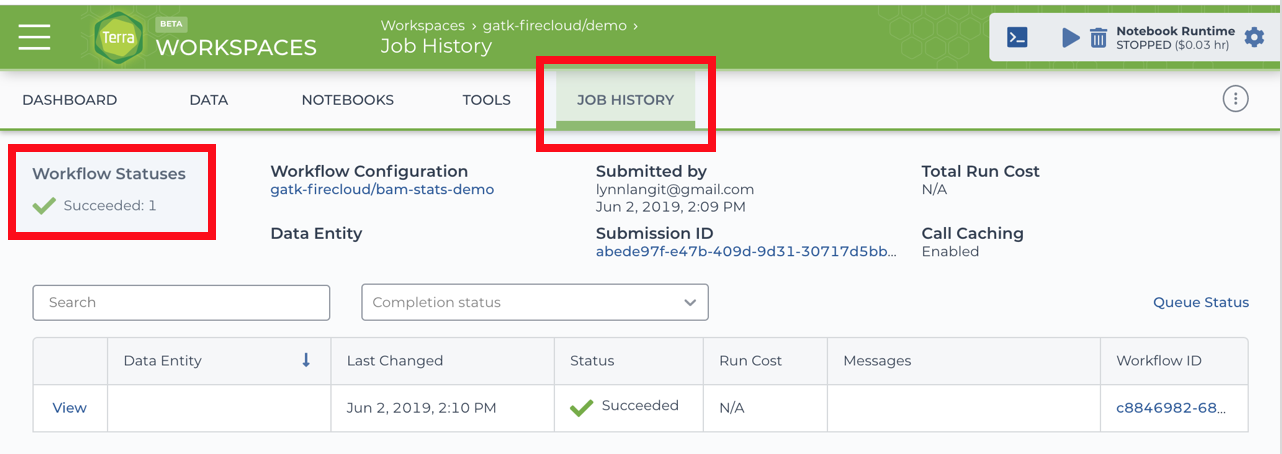 Terra
BETA
WORKSPACES
Workspaces › gatk-firecloud/demo ›
Job History
Notebook Runtime
STOPPED ($0.03 hr)
DASHBOARD
DATA
NOTEBOOKS
TOOLS
JOB HISTORY
Workflow Statuses
Succeeded: 1
Workflow Configuration
gatk-firecloud/bam-stats-demo
Data Entity
Submitted by
lynnlangit@gmail.com
Jun 2, 2019, 2:09 PM
Submission ID
abede97f-e47b-409d-9d31-30717d5bb...
Total Run Cost
N/A
Call Caching
Enabled
Search
Completion status
Queue Status
Data Entity ↓ Last Changed Status Run Cost Messages Workflow ID
View Jun 2, 2019, 2:10 PM Succeeded N/A c8846982-68...